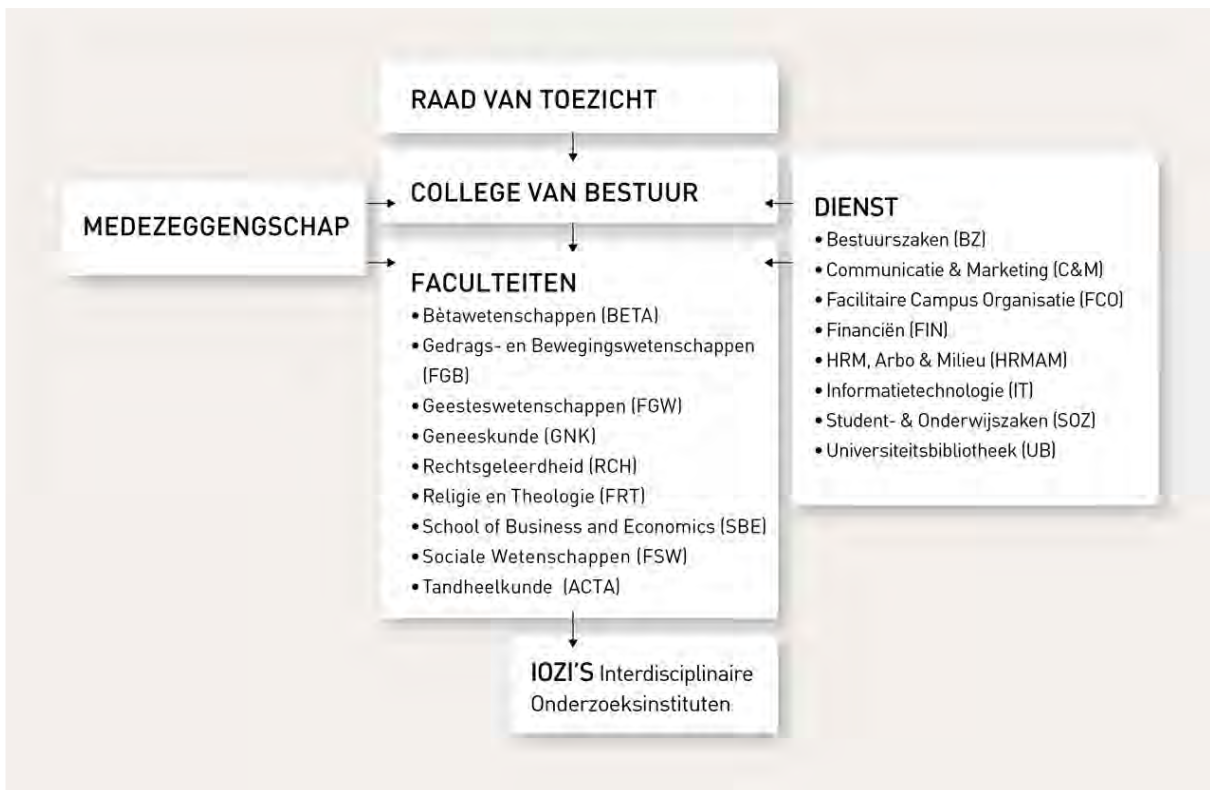 RAAD VAN TOEZICHT
COLLEGE VAN BESTUUR
MEDEZEGGENGSCHAP
FACULTEITEN
• Bètawetenschappen (BETA)
• Gedrags- en Bewegingswetenschappen
(FGB)
• Geesteswetenschappen (FGW)
• Geneeskunde (GNK)
• Rechtsgeleerdheid (RCH)
• Religie en Theologie (FRT)
• School of Business and Economics (SBE)
• Sociale Wetenschappen (FSW)
• Tandheelkunde (ACTA)
DIENST
• Bestuurszaken (BZ)
• Communicatie & Marketing (C&M)
• Facilitaire Campus Organisatie (FCO)
• Financiën (FIN)
• HRM, Arbo & Milieu (HRMAM)
• Informatietechnologie (IT)
• Student- & Onderwijszaken (SOZ)
• Universiteitsbibliotheek (UB)
IOZI'S Interdisciplinaire
Onderzoeksinstituten